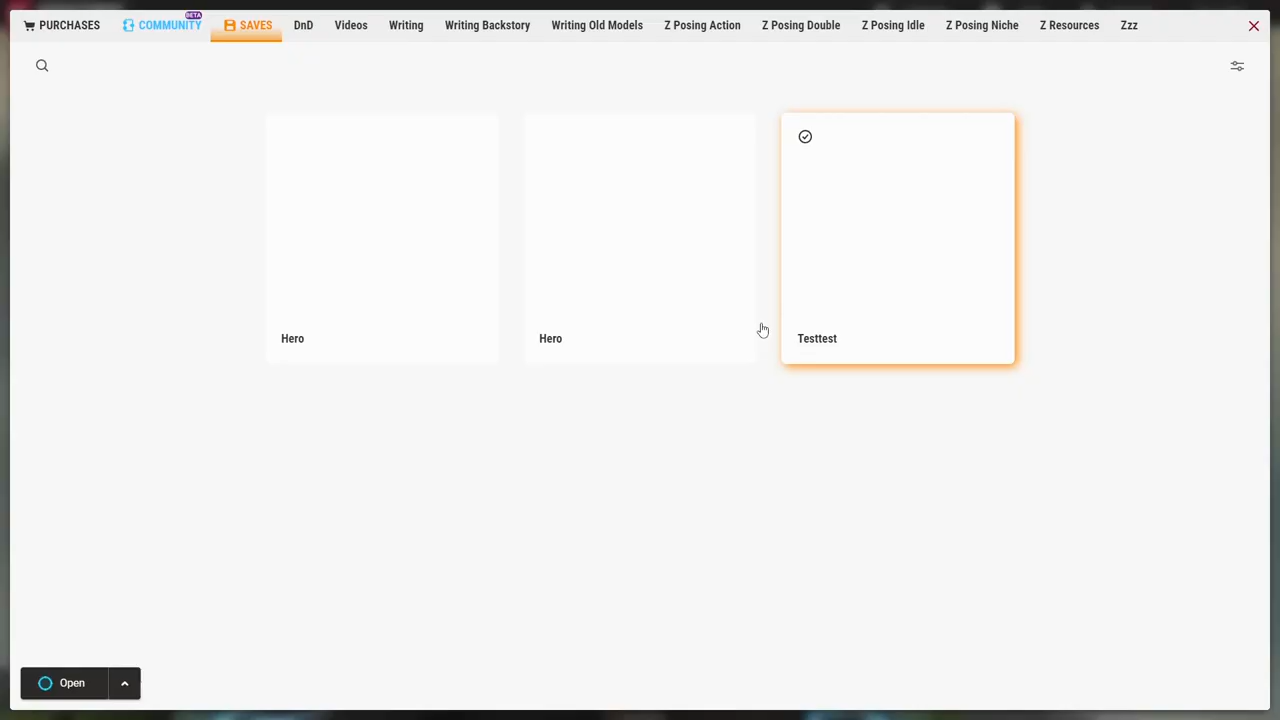 PURCHASES
BETA
COMMUNITY
SAVES
DnD
Videos
Writing
Writing Backstory
Writing Old Models
Z Posing Action
Z Posing Double
Z Posing Idle
Z Posing Niche
Z Resources
Zzz
Hero
Hero
Testtest
Open